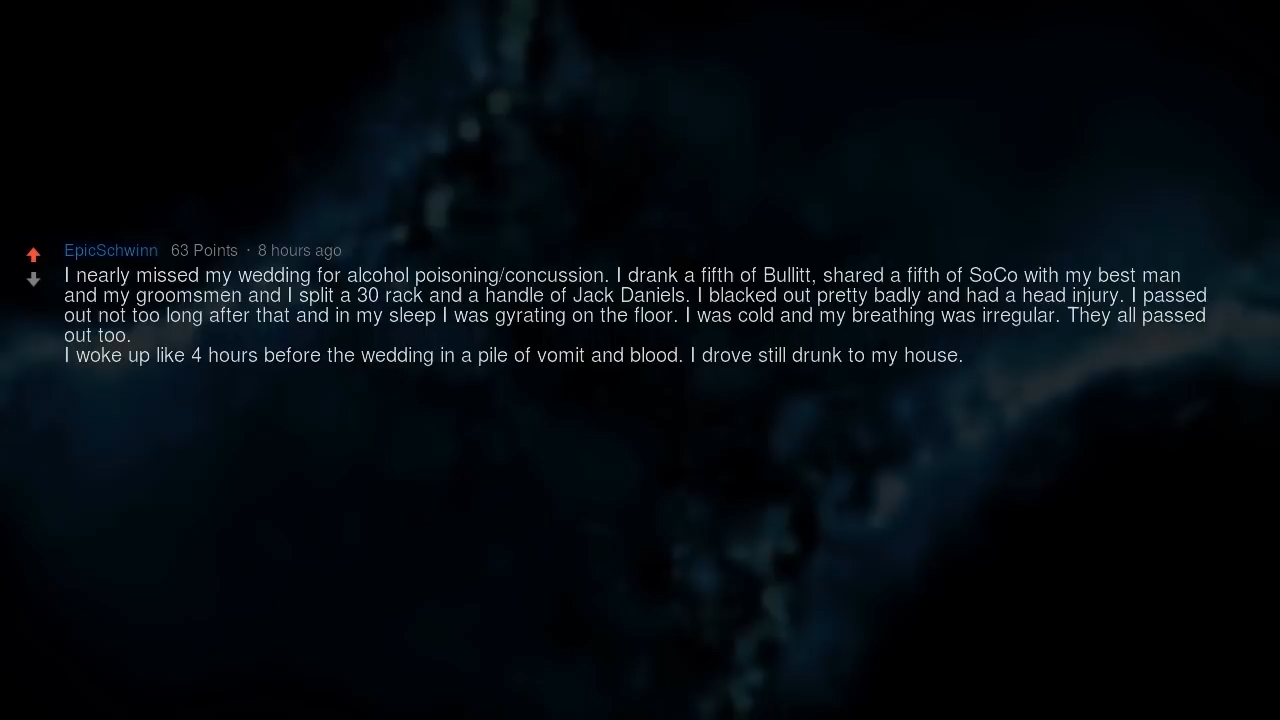 EpicSchwinn 63 Points · 8 hours ago
I nearly missed my wedding for alcohol poisoning/concussion. I drank a fifth of Bullitt, shared a fifth of SoCo with my best man
and my groomsmen and I split a 30 rack and a handle of Jack Daniels. I blacked out pretty badly and had a head injury. I passed
out not too long after that and in my sleep I was gyrating on the floor. I was cold and my breathing was irregular. They all passed
out too.
I woke up like 4 hours before the wedding in a pile of vomit and blood. I drove still drunk to my house.